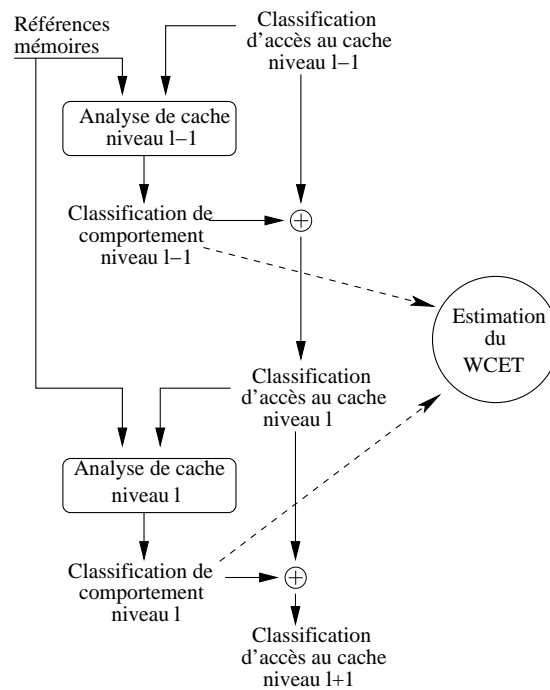 Références
mémoires
Classification
d'accès au cache
niveau l–1
Analyse de cache
niveau l–1
Classification de
comportement
niveau l–1
Estimation
du
WCET
Classification
d'accès au cache
niveau l
Analyse de cache
niveau l
Classification de
comportement
niveau l
Classification
d'accès au cache
niveau l+1